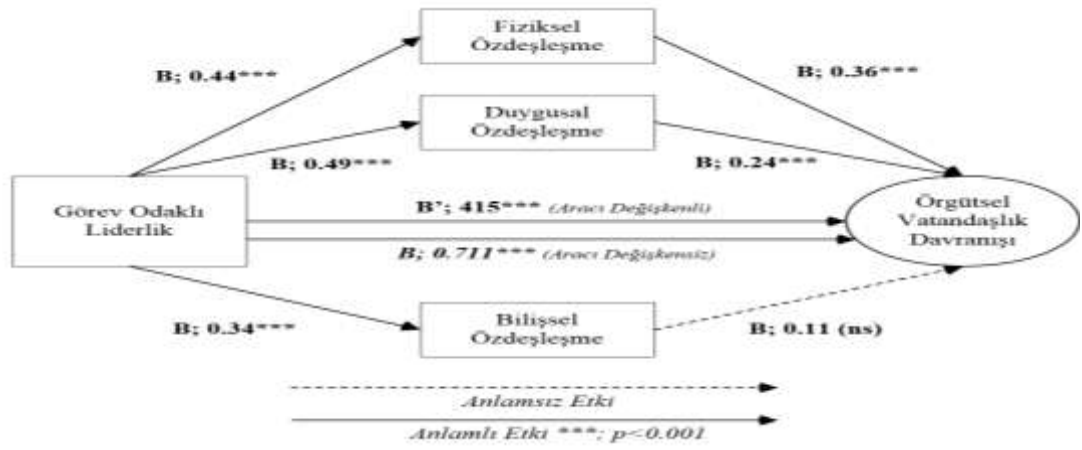 Fiziksel
Özdeşleşme
B; 0.44***
B; 0.36***
Duygusal
Özdeşleşme
B; 0.49***
B; 0.24***
Görev Odaklı
Liderlik
B'; 415*** (Aracı Değişkenli)
B; 0.711*** (Aracı Değişkensiz)
Örgütsel
Vatandaşlık
Davranışı
B; 0.34***
Bilişsel
Özdeşleşme
B; 0.11 (ns)
Anlamsız Etki
Anlamlı Etki ***; p<0.001